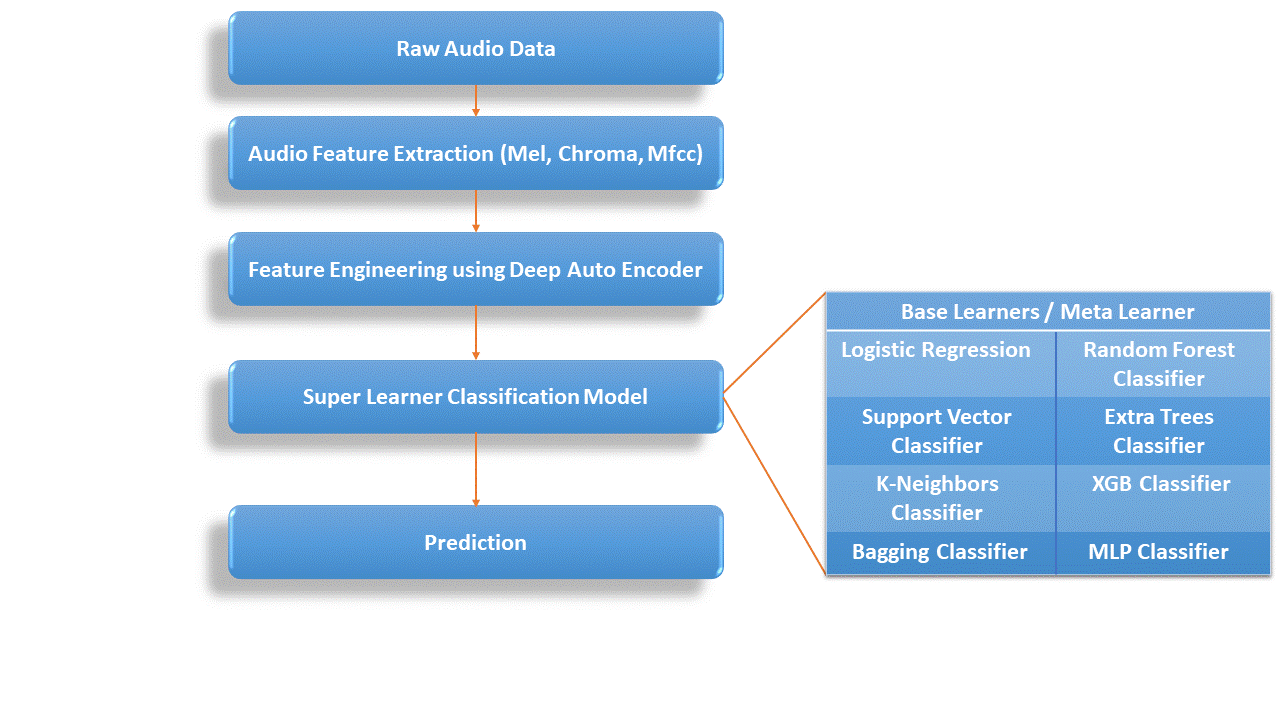 Raw Audio Data
Audio Feature Extraction (Mel, Chroma, Mfcc)
Feature Engineering using Deep Auto Encoder
Super Learner Classification Model
Prediction
Base Learners / Meta Learner
Logistic Regression
Random Forest
Classifier
Support Vector
Classifier
Extra Trees
Classifier
K-Neighbors
Classifier
XGB Classifier
Bagging Classifier
MLP Classifier